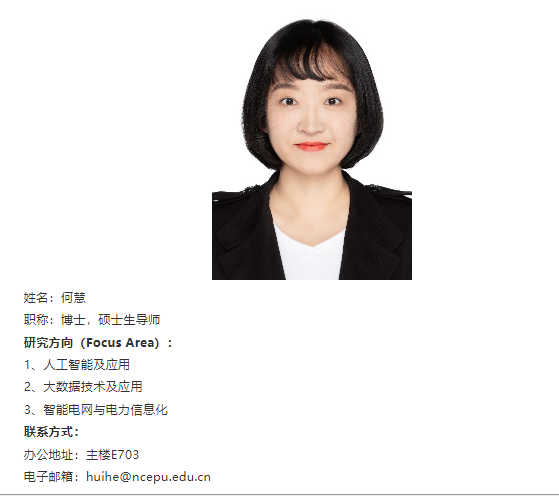 姓名：何慧
职称：博士，硕士生导师
研究方向（Focus Area）：
1、人工智能及应用
2、大数据技术及应用
3、智能电网与电力信息化
联系方式：
办公地址：主楼E703
电子邮箱：huihe@ncepu.edu.cn